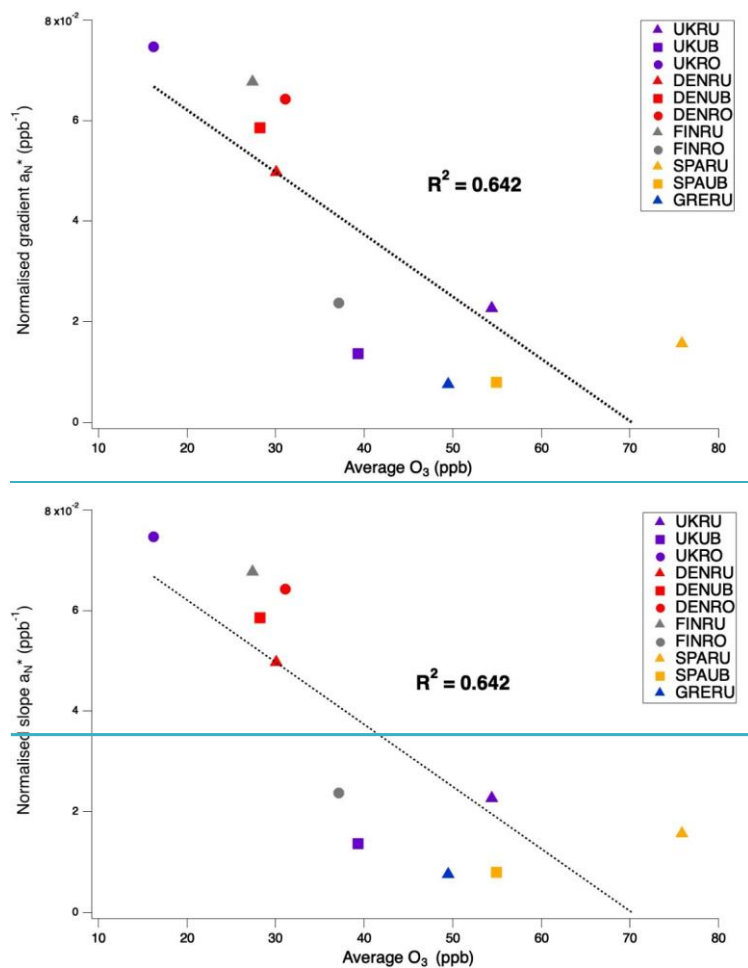 8 x10⁻²
6
4
2
0
Normalised gradient aN* (ppb⁻¹)
10 20 30 40 50 60 70 80
Average O₃ (ppb)
R² = 0.642
UKRU
UKUB
UKRO
DENRU
DENUB
DENRO
FINRU
FINRO
SPARU
SPAUB
GRERU
8 x10⁻²
6
4
2
0
Normalised slope aN* (ppb⁻¹)
10 20 30 40 50 60 70 80
Average O₃ (ppb)
R² = 0.642
UKRU
UKUB
UKRO
DENRU
DENUB
DENRO
FINRU
FINRO
SPARU
SPAUB
GRERU